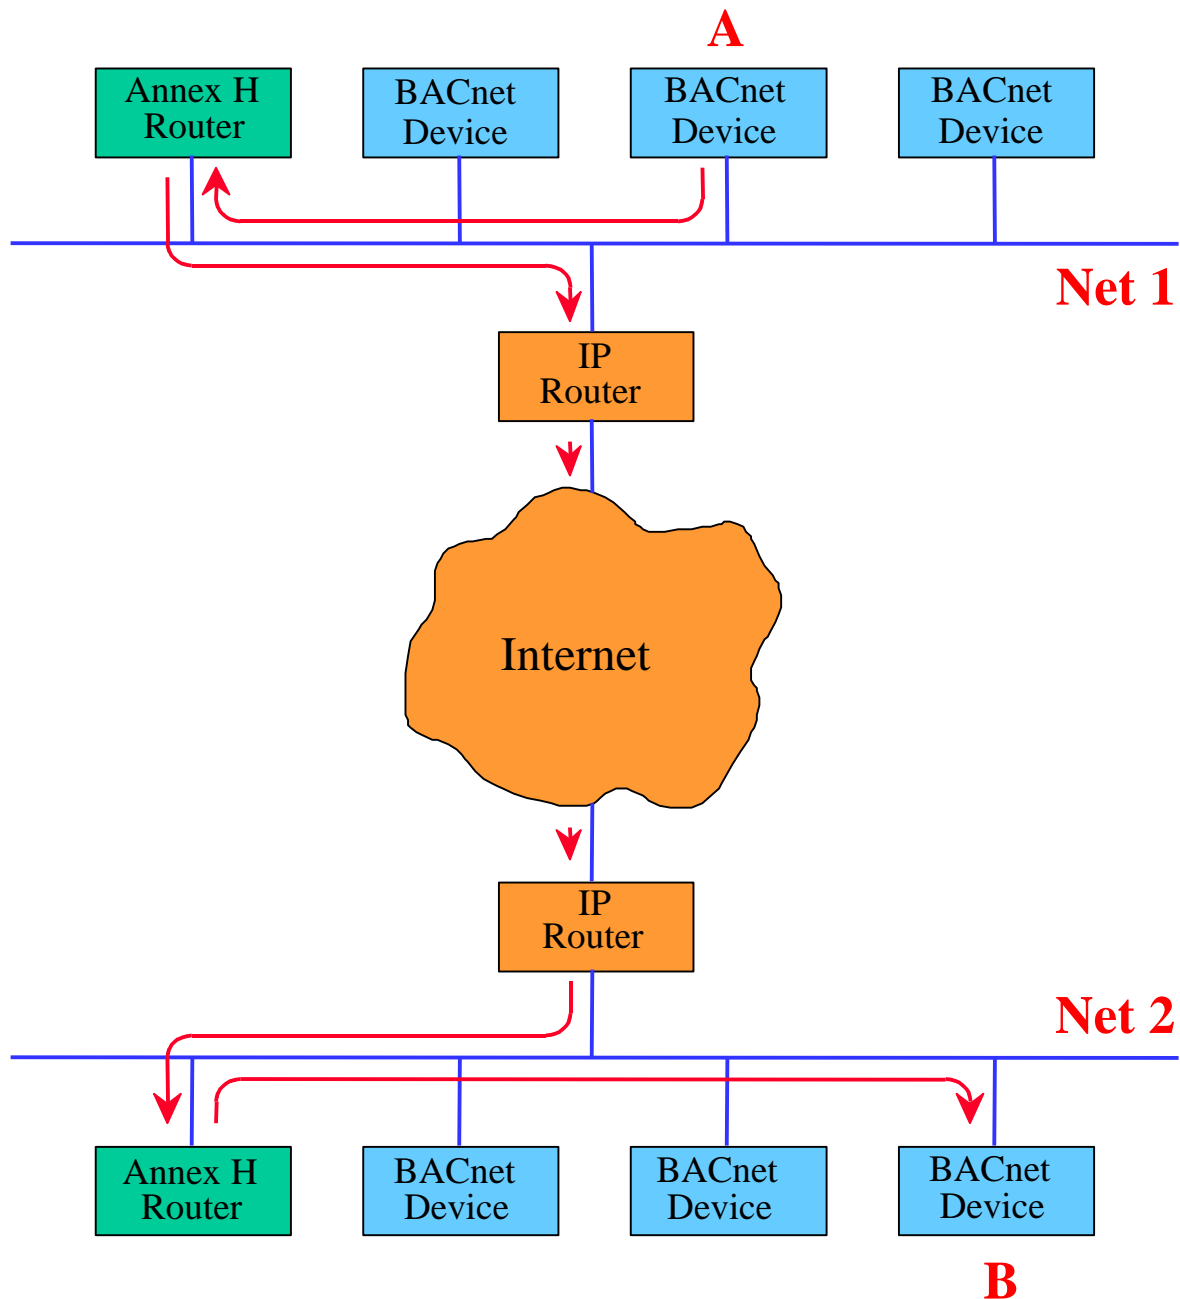 A
Annex H
Router
BACnet
Device
BACnet
Device
BACnet
Device
Net 1
IP
Router
Internet
IP
Router
Net 2
Annex H
Router
BACnet
Device
BACnet
Device
BACnet
Device
B